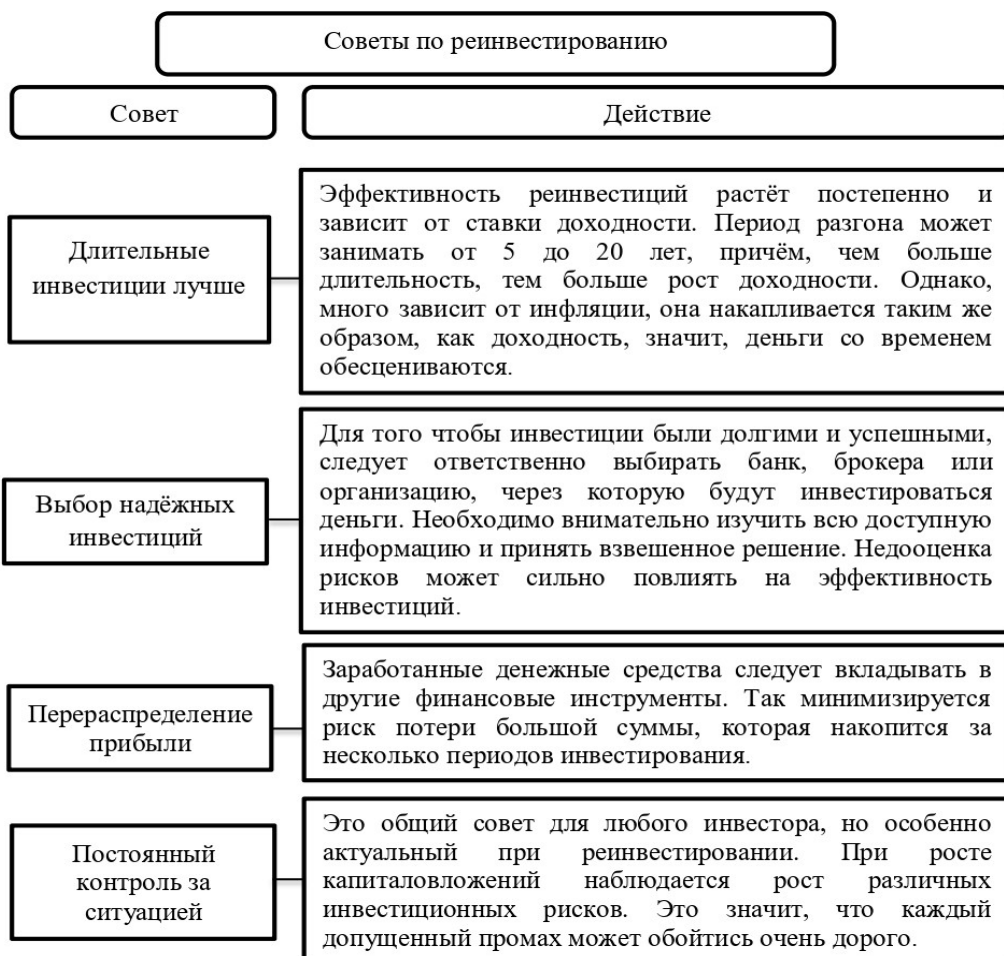 Советы по реинвестированию
Совет
Действие
Длительные
инвестиции лучше
Эффективность реинвестиций растёт постепенно и
зависит от ставки доходности. Период разгона может
занимать от 5 до 20 лет, причём, чем больше
длительность, тем больше рост доходности. Однако,
много зависит от инфляции, она накапливается таким же
образом, как доходность, значит, деньги со временем
обесцениваются.
Выбор надёжных
инвестиций
Для того чтобы инвестиции были долгими и успешными,
следует ответственно выбирать банк, брокера или
организацию, через которую будут инвестироваться
деньги. Необходимо внимательно изучить всю доступную
информацию и принять взвешенное решение. Недооценка
рисков может сильно повлиять на эффективность
инвестиций.
Перераспределение
прибыли
Заработанные денежные средства следует вкладывать в
другие финансовые инструменты. Так минимизируется
риск потери большой суммы, которая накопится за
несколько периодов инвестирования.
Постоянный
контроль за
ситуацией
Это общий совет для любого инвестора, но особенно
актуальный при реинвестировании. При росте
капиталовложений наблюдается рост различных
инвестиционных рисков. Это значит, что каждый
допущенный промах может обойтись очень дорого.